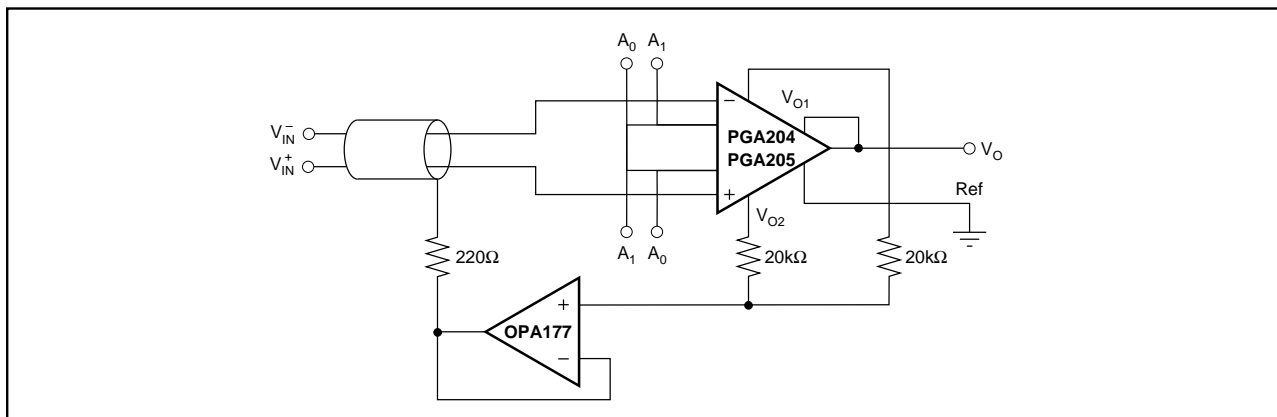 A0 A1
VIN−
VIN+
−
VO1
PGA204
PGA205
+
VO
Ref
VO2
A1 A0
220Ω
20kΩ
20kΩ
+
OPA177
−